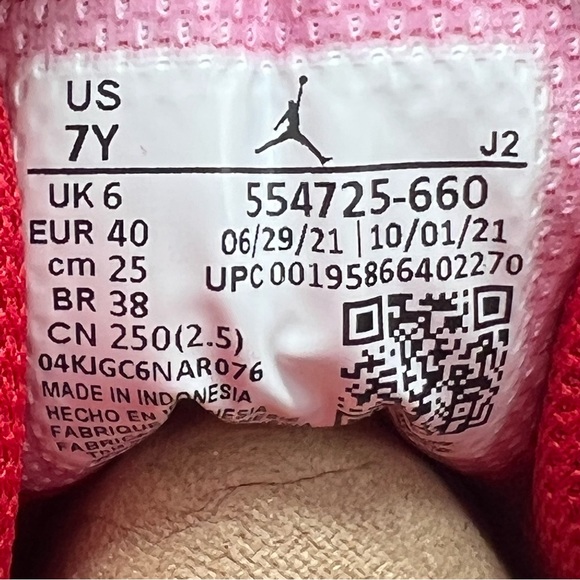 US
7Y
J2
UK 6
EUR 40
cm 25
BR 38
CN 250(2.5)
554725-660
06/29/21 | 10/01/21
UPC 00195866402270
04KJGC6NAR076
MADE IN INDONESIA
HECHO EN
FABRIQUE